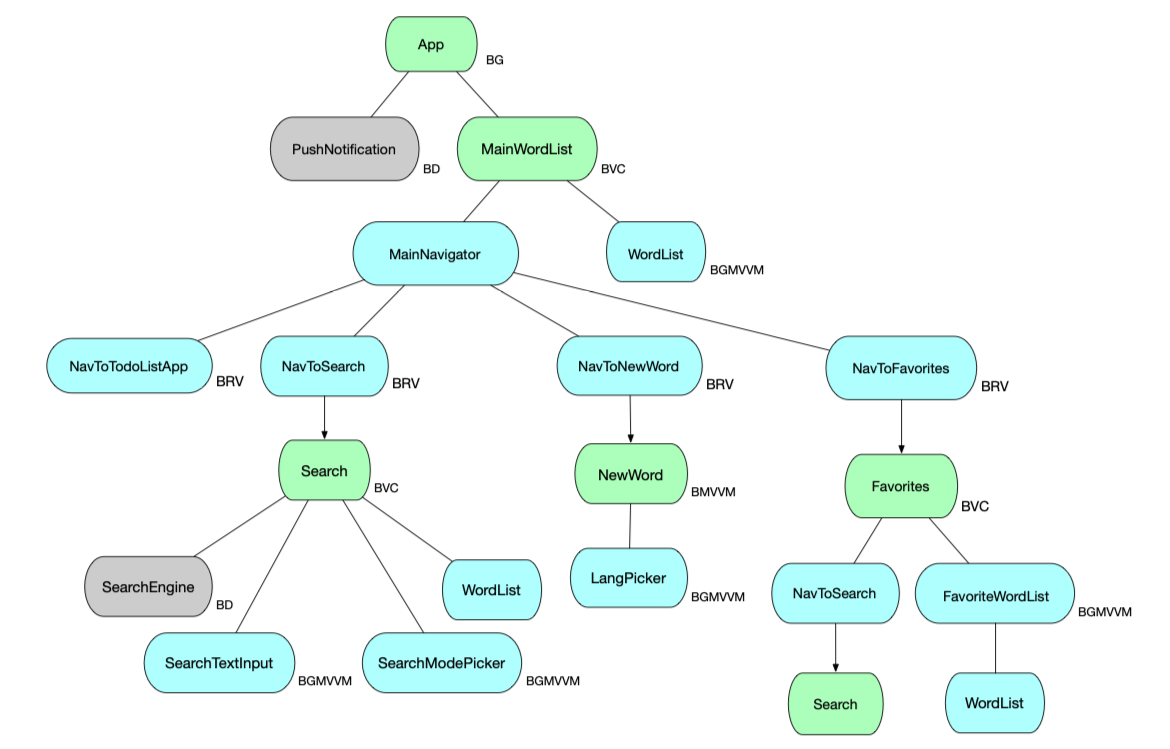 App
BG
PushNotification
BD
MainWordList
BVC
MainNavigator
WordList
BGMVVM
NavToTodoListApp
BRV
NavToSearch
BRV
NavToNewWord
BRV
NavToFavorites
BRV
Search
BVC
NewWord
BMVVM
Favorites
BVC
SearchEngine
BD
WordList
LangPicker
BGMVVM
NavToSearch
FavoriteWordList
BGMVVM
SearchTextInput
BGMVVM
SearchModePicker
BGMVVM
Search
WordList